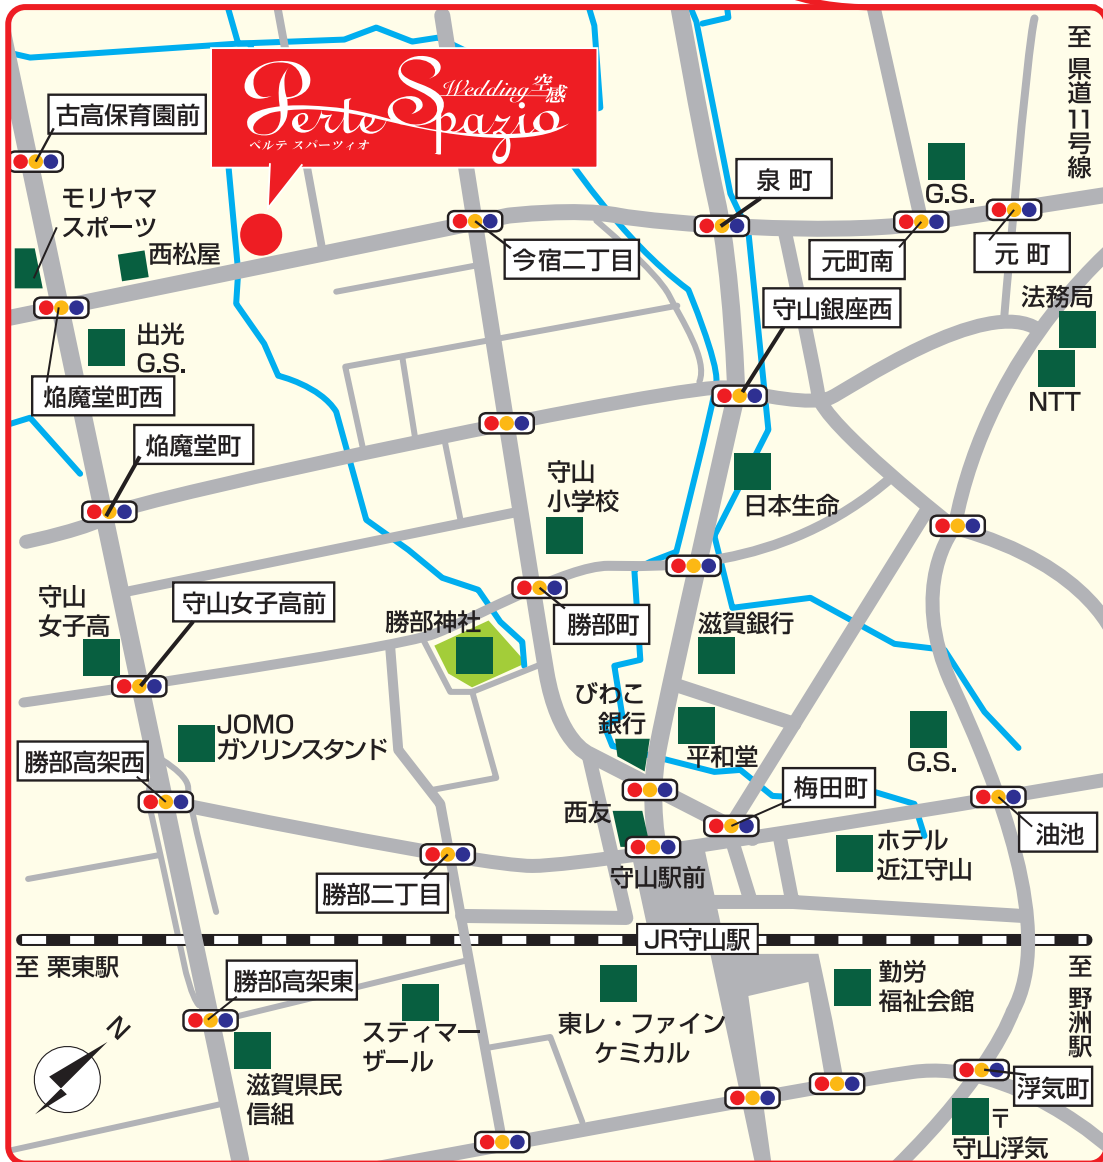 至 県道11号線
Wedding空感
Perle Spazio
ペルテ スパーツィオ
古高保育園前
モリヤマ
スポーツ
西松屋
今宿二丁目
泉 町
G.S.
元町南
元 町
法務局
NTT
守山銀座西
出光
G.S.
焔魔堂町西
焔魔堂町
守山
小学校
日本生命
守山
女子高
守山女子高前
勝部神社
勝部町
滋賀銀行
びわこ
銀行
平和堂
G.S.
JOMO
ガソリンスタンド
勝部高架西
梅田町
西友
油池
ホテル
近江守山
守山駅前
勝部二丁目
JR守山駅
至 栗東駅
至 野洲駅
勝部高架東
スティマー
ザール
東レ・ファイン
ケミカル
勤労
福祉会館
N
滋賀県民
信組
浮気町
〒
守山浮気